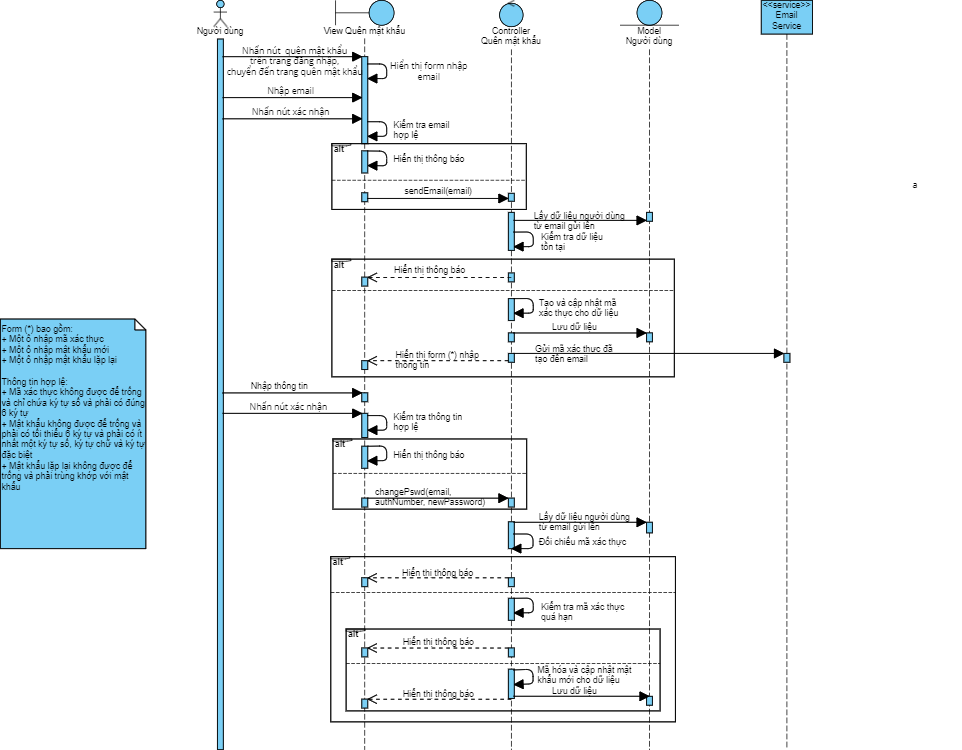 <<service>>
Email
Service
Người dùng
View Quên mật khẩu
Controller
Quên mật khẩu
Model
Người dùng
Nhấn nút quên mật khẩu
trên trang đăng nhập,
chuyển đến trang quên mật khẩu
Hiển thị form nhập
email
Nhập email
Nhấn nút xác nhận
Kiểm tra email
hợp lệ
alt
Hiển thị thông báo
sendEmail(email)
a
Lấy dữ liệu người dùng
từ email gửi lên
Kiểm tra dữ liệu
tồn tại
alt
Hiển thị thông báo
Tạo và cập nhật mã
xác thực cho dữ liệu
Lưu dữ liệu
Gửi mã xác thực đã
tạo đến email
Hiển thị form (*) nhập
thông tin
Form (*) bao gồm:
+ Một ô nhập mã xác thực
+ Một ô nhập mật khẩu mới
+ Một ô nhập mật khẩu lặp lại
Thông tin hợp lệ:
+ Mã xác thực không được để trống
và chỉ chứa ký tự số và phải có đúng
6 ký tự
+ Mật khẩu không được để trống và
phải có tối thiểu 6 ký tự và phải có ít
nhất một ký tự số, ký tự chữ và ký tự
đặc biệt
+ Mật khẩu lặp lại không được để
trống và phải trùng khớp với mật
khẩu
Nhập thông tin
Nhấn nút xác nhận
Kiểm tra thông tin
hợp lệ
alt
Hiển thị thông báo
changePswd(email,
authNumber, newPassword)
Lấy dữ liệu người dùng
từ email gửi lên
Đối chiếu mã xác thực
alt
Hiển thị thông báo
Kiểm tra mã xác thực
quá hạn
alt
Hiển thị thông báo
Mã hóa và cập nhật mật
khẩu mới cho dữ liệu
Lưu dữ liệu
Hiển thị thông báo